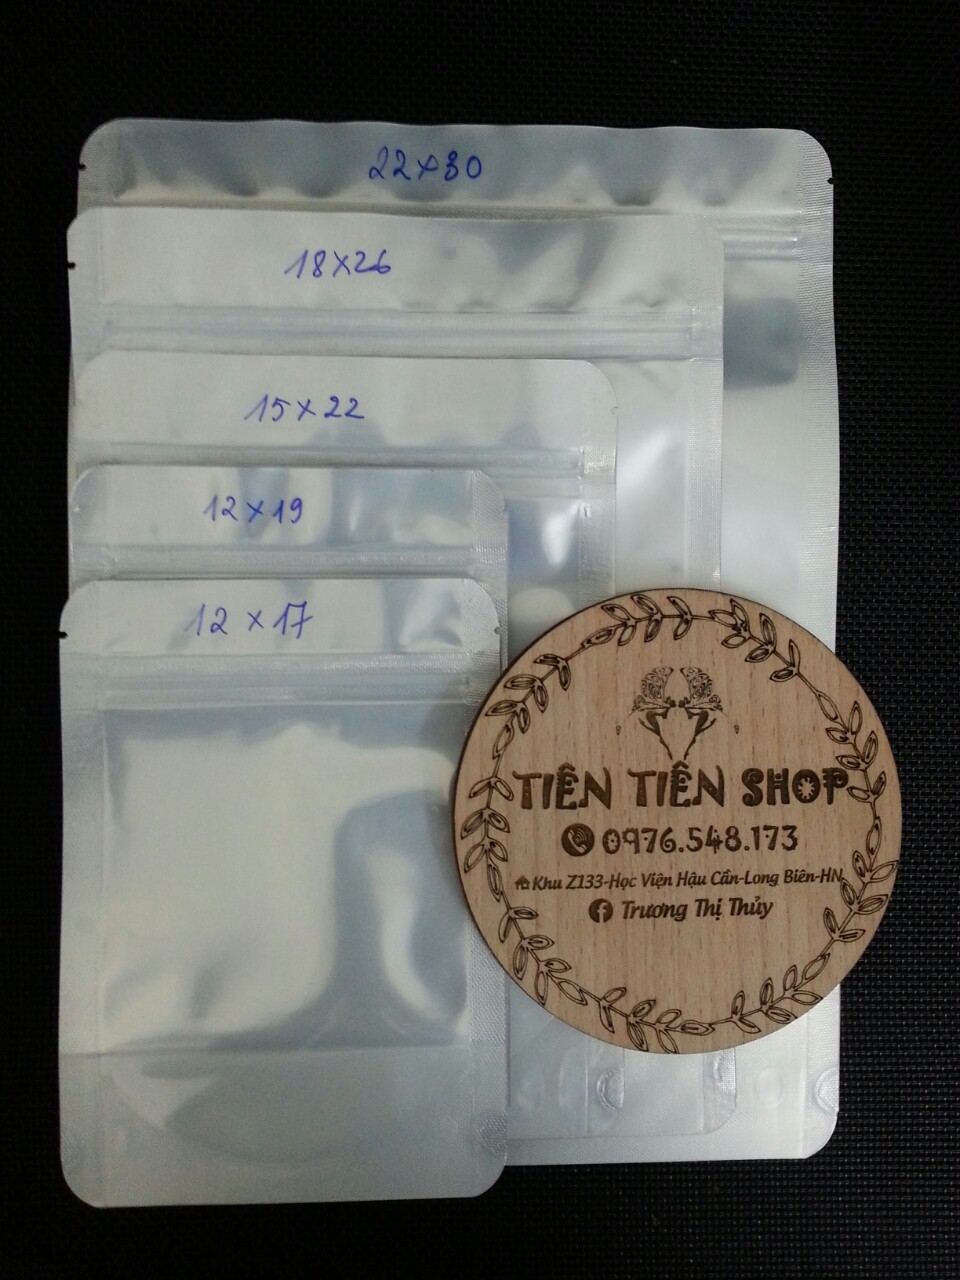 22x30
18x26
15x22
12x19
12x17
TIÊN TIÊN SHOP
0976.548.173
Khu Z133-Học Viện Hậu Cần-Long Biên-HN
Trương Thị Thủy